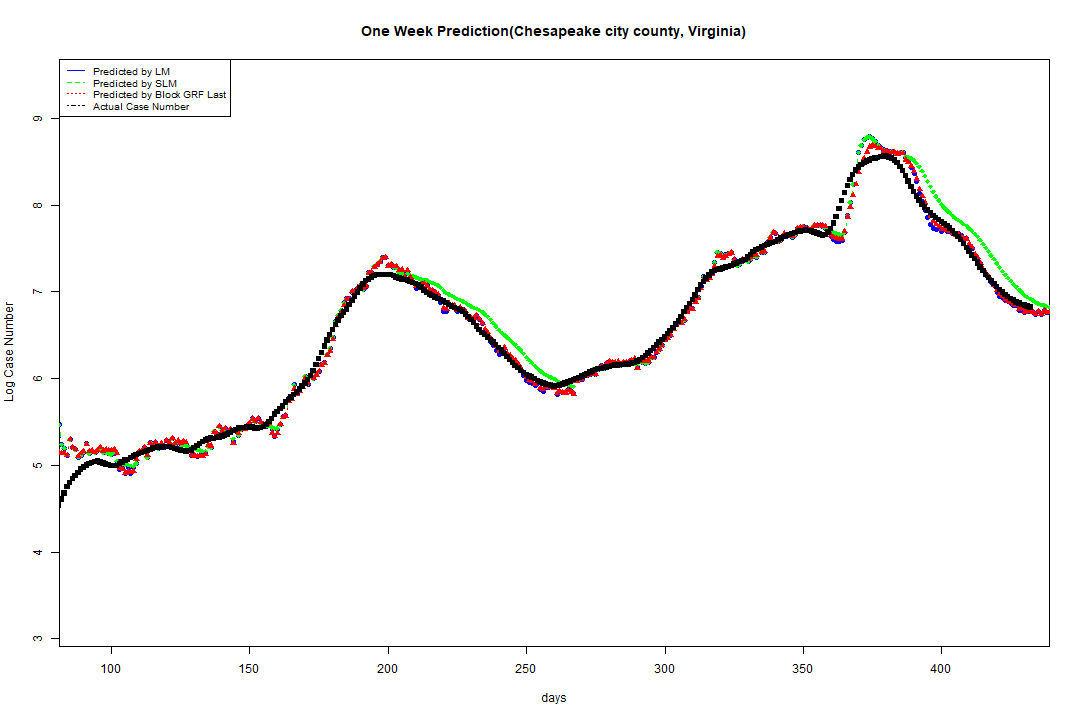 One Week Prediction(Chesapeake city county, Virginia)
Predicted by LM
Predicted by SLM
Predicted by Block GRF Last
Actual Case Number
9
8
7
6
5
4
3
Log Case Number
100 150 200 250 300 350 400
days